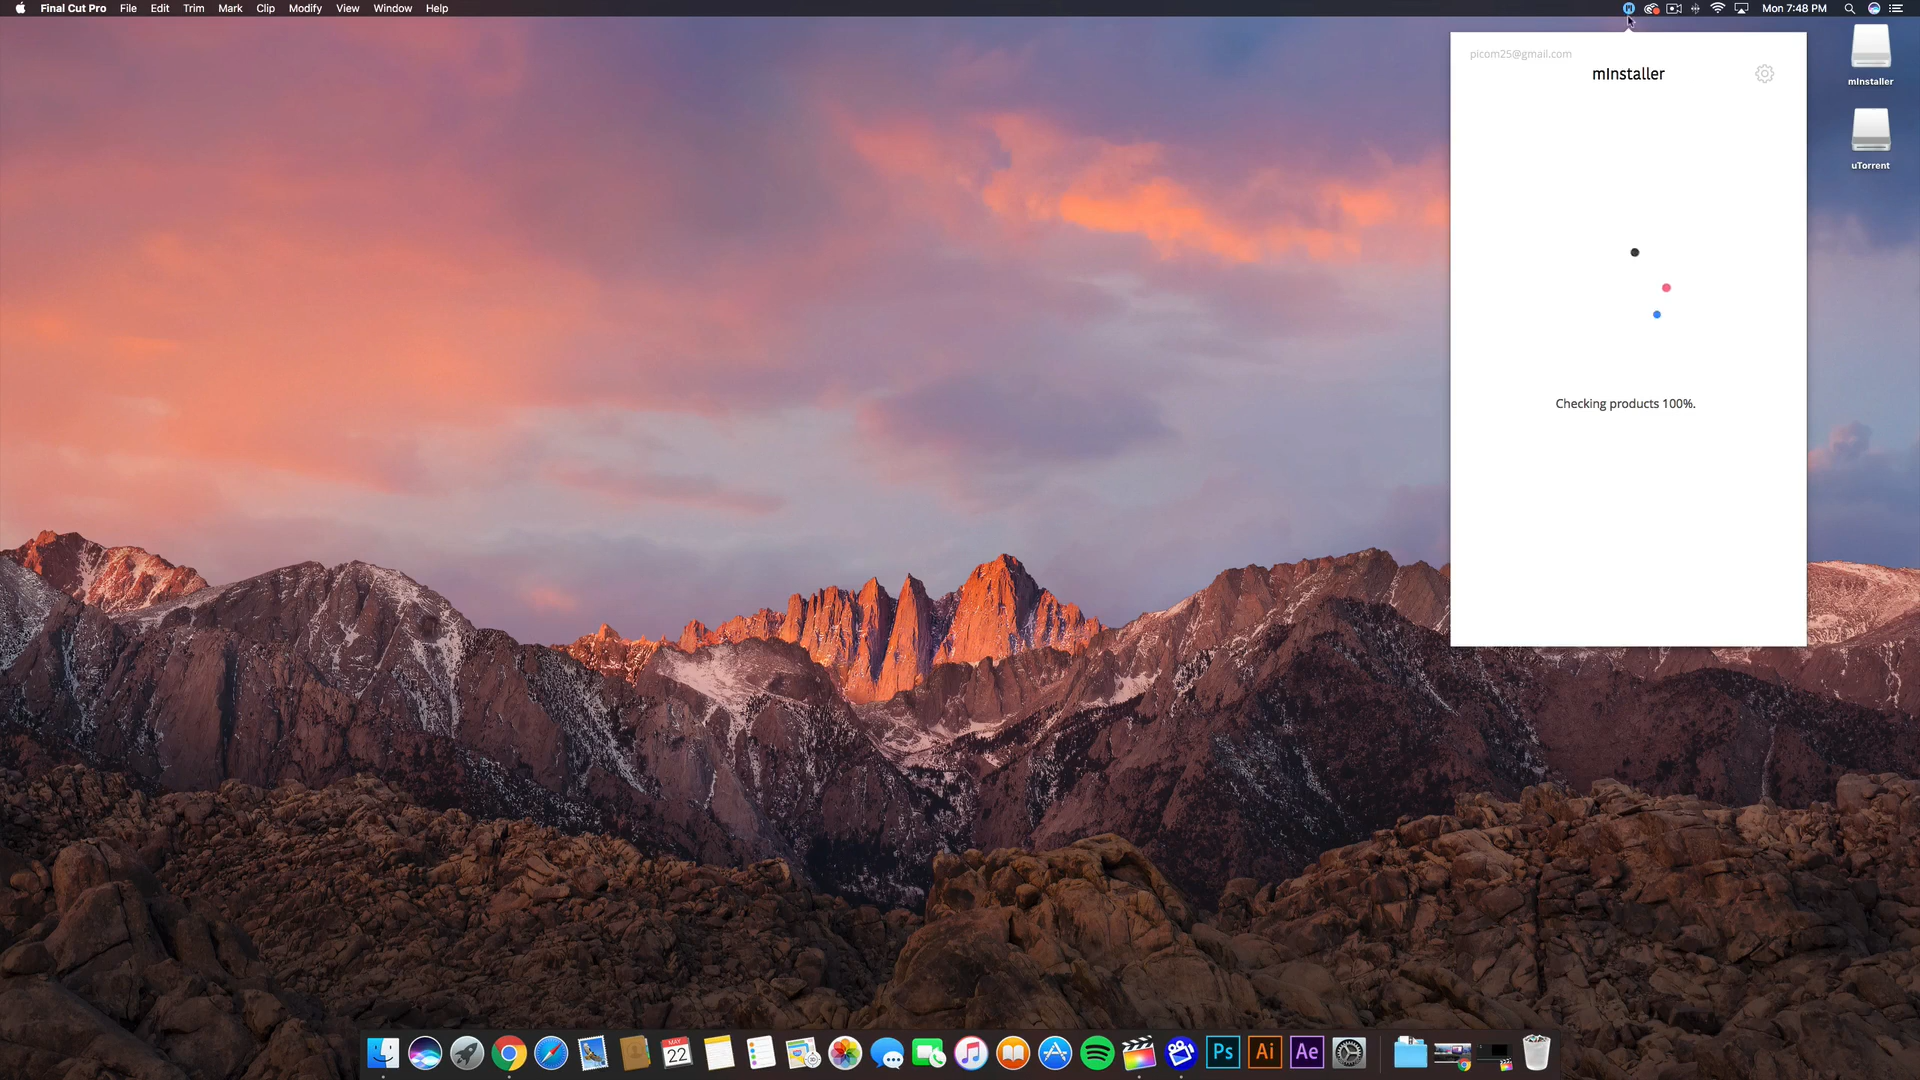 Final Cut Pro File Edit Trim Mark Clip Modify View Window Help
Mon 7:48 PM
picom25@gmail.com
mInstaller
Checking products 100%.
mInstaller
uTorrent
MAY
22
Ps
Ai
Ae